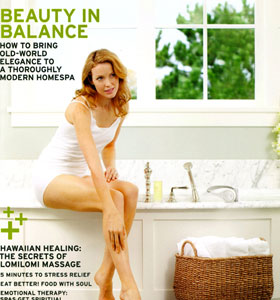 BEAUTY IN
BALANCE
HOW TO BRING
OLD-WORLD
ELEGANCE TO
A THOROUGHLY
MODERN HOMESPA
HAWAIIAN HEALING:
THE SECRETS OF
LOMILOMI MASSAGE
5 MINUTES TO STRESS RELIEF
EAT BETTER! FOOD WITH SOUL
EMOTIONAL THERAPY:
SPAS GET SPIRITUAL